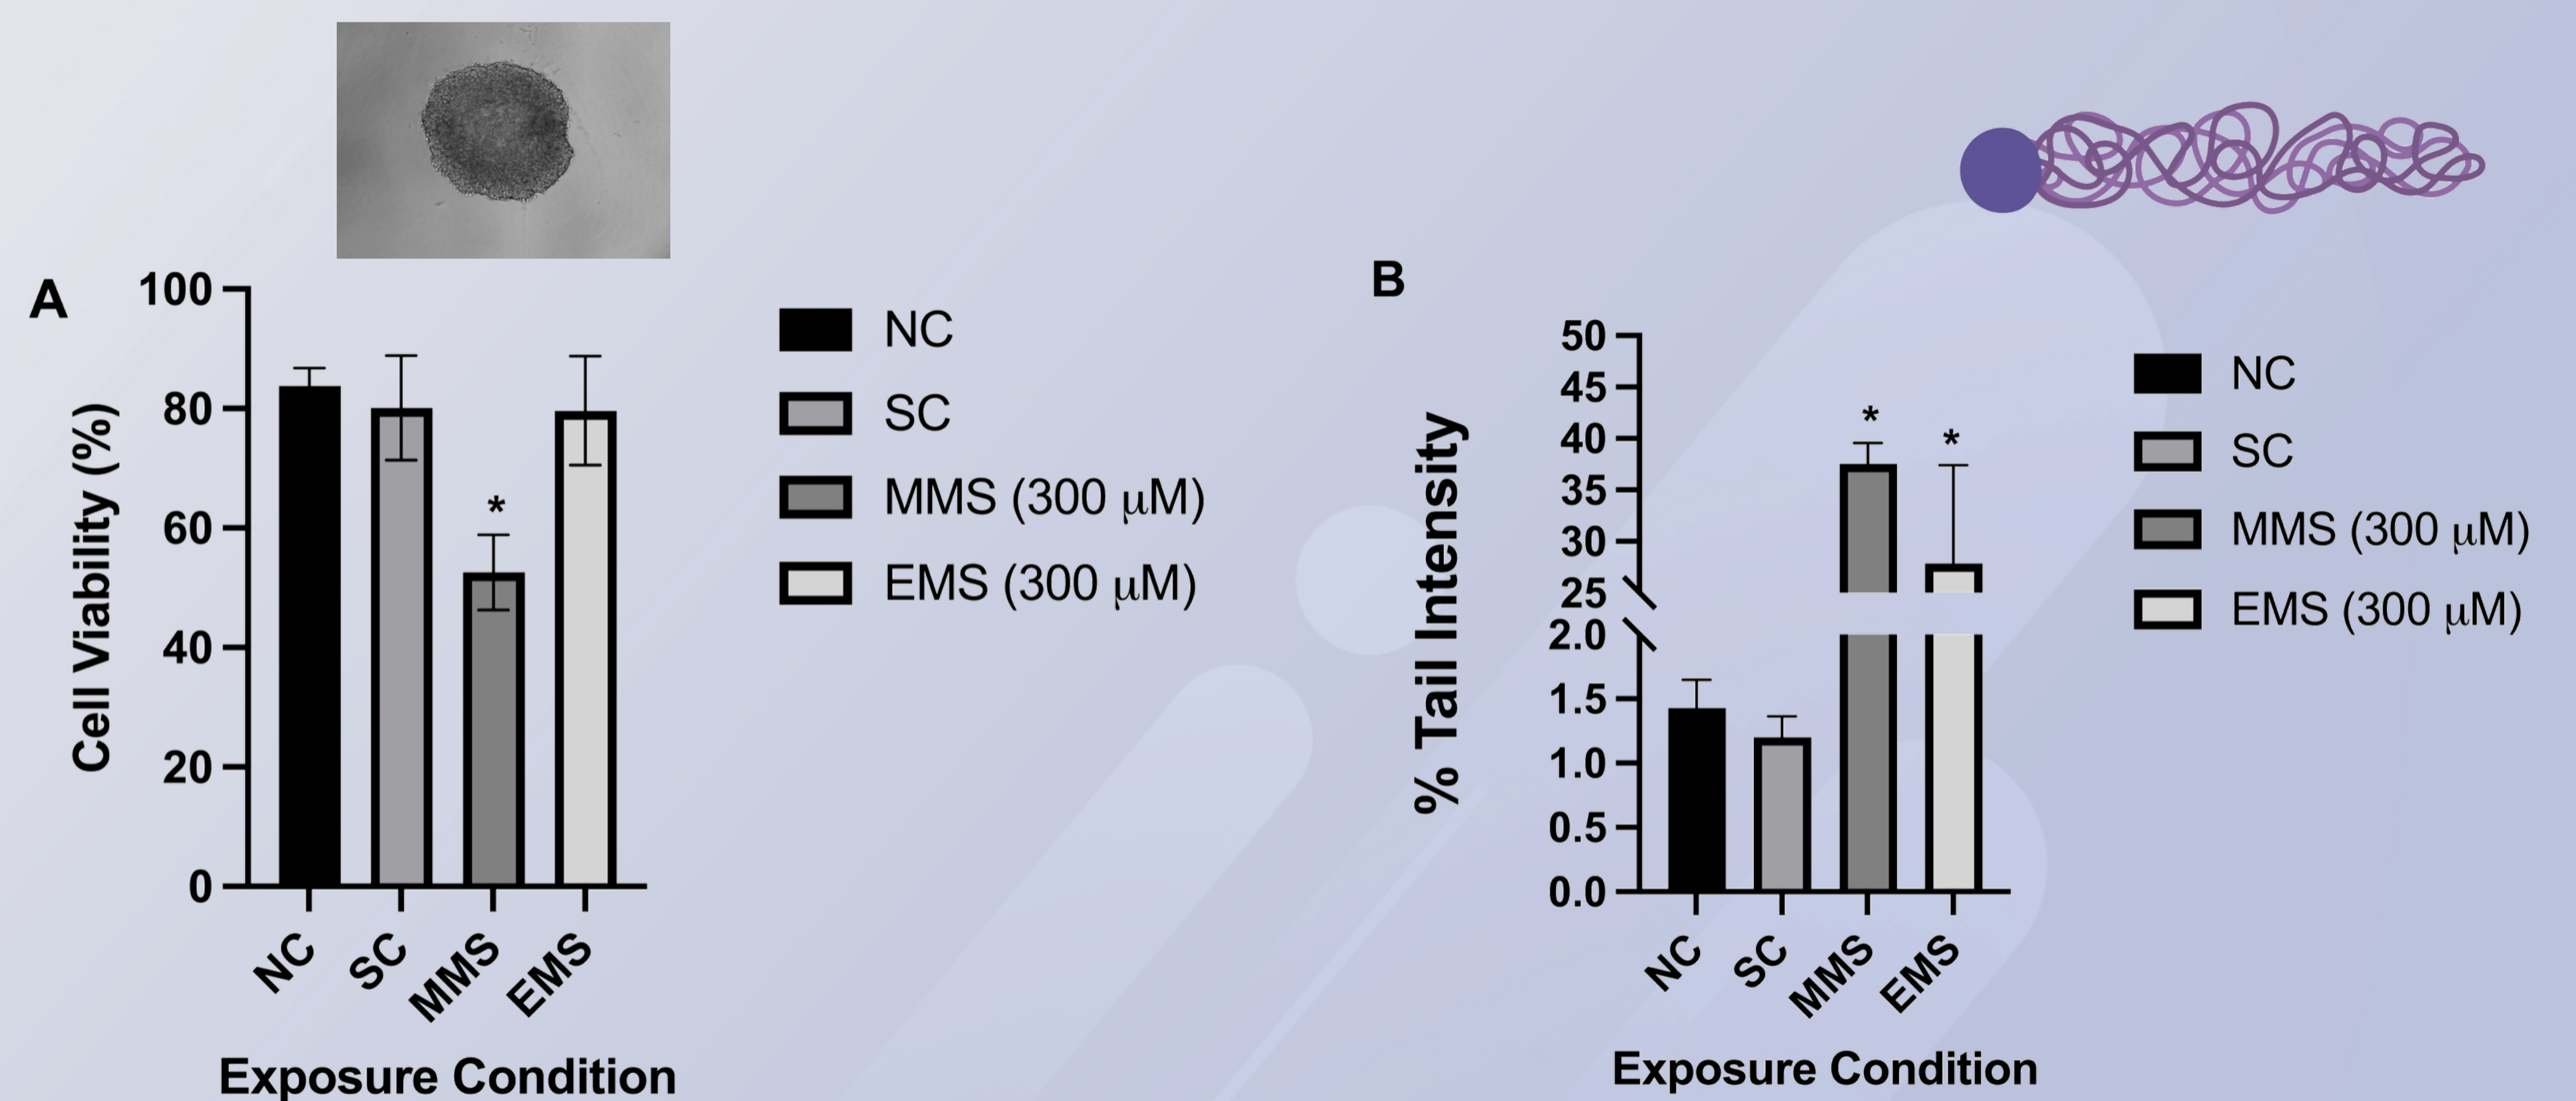 A
Cell Viability (%)
100
80
60
40
20
0
*
NC
SC
MMS
EMS
Exposure Condition
NC
SC
MMS (300 μM)
EMS (300 μM)
B
% Tail Intensity
50
45
40
35
30
25
2.0
1.5
1.0
0.5
0.0
*
*
NC
SC
MMS
EMS
Exposure Condition
NC
SC
MMS (300 μM)
EMS (300 μM)